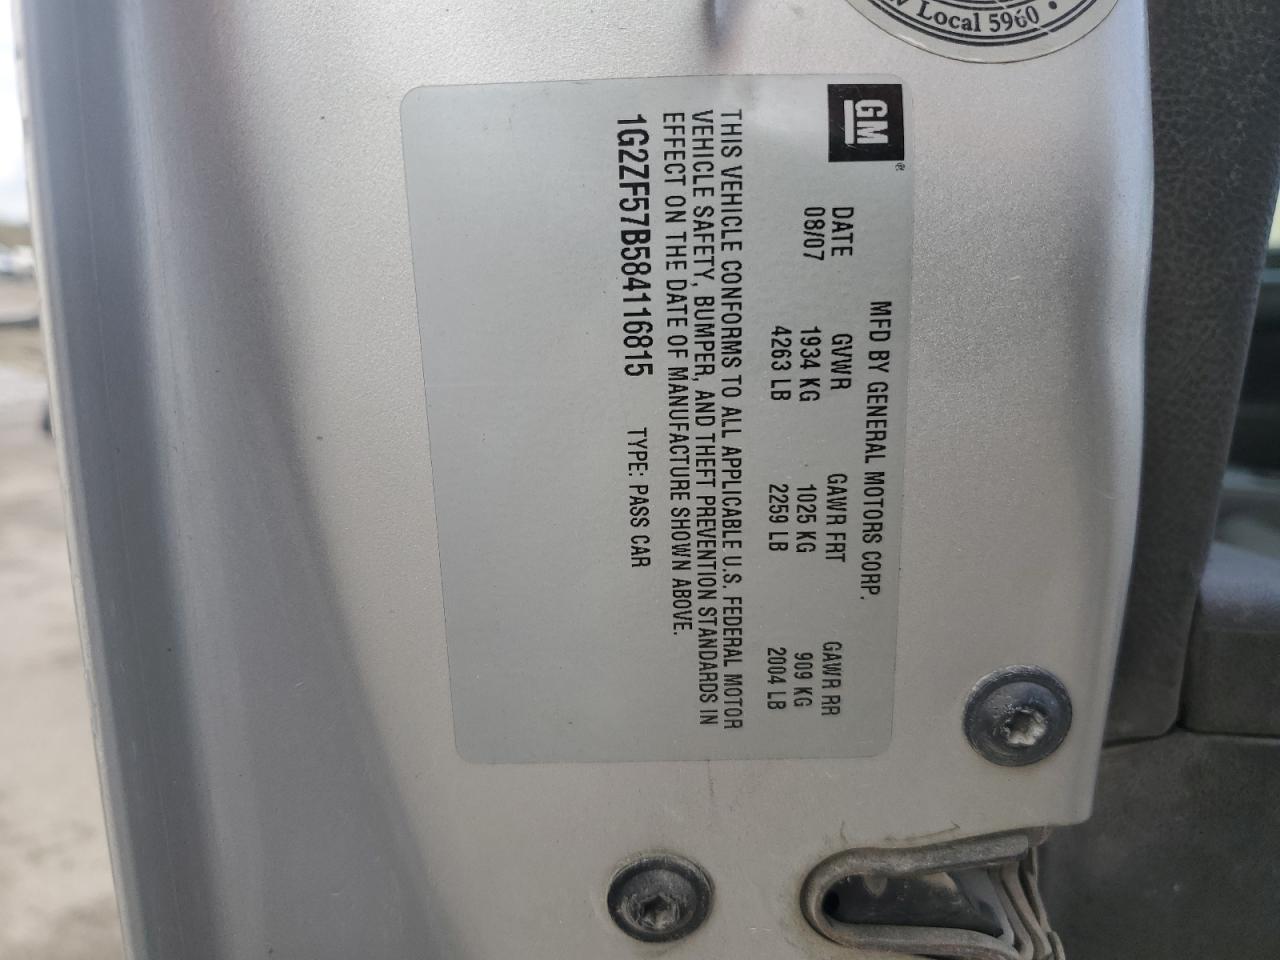 Local 5960 •
GM ®
MFD BY GENERAL MOTORS CORP.
DATE GVWR GAWR FRT GAWR RR
08/07 1934 KG 1025 KG 909 KG
4263 LB 2259 LB 2004 LB
THIS VEHICLE CONFORMS TO ALL APPLICABLE U.S. FEDERAL MOTOR
VEHICLE SAFETY, BUMPER, AND THEFT PREVENTION STANDARDS IN
EFFECT ON THE DATE OF MANUFACTURE SHOWN ABOVE.
1G2ZF57B584116815 TYPE: PASS CAR